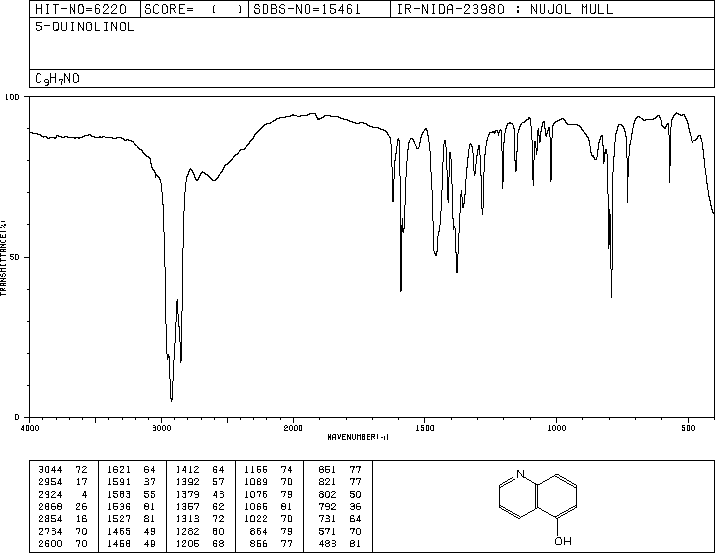 HIT-NO=6220 SCORE= ( ) SDBS-NO=15461 IR-NIDA-23980 : NUJOL MULL
5-QUINOLINOL
C9H7NO
100
50
0
TRANSMITTANCE(%)
4000 3000 2000 1500 1000 500
WAVENUMBER(-1)
3044 72 1621 64 1412 64 1155 74 851 77
2954 17 1591 37 1392 57 1089 70 821 77
2924 4 1583 55 1379 43 1076 79 802 50
2868 26 1536 81 1357 62 1066 81 792 36
2854 16 1527 81 1313 72 1022 70 731 64
2734 70 1465 49 1282 60 864 79 571 70
2600 70 1458 49 1205 68 856 77 483 81
N
OH